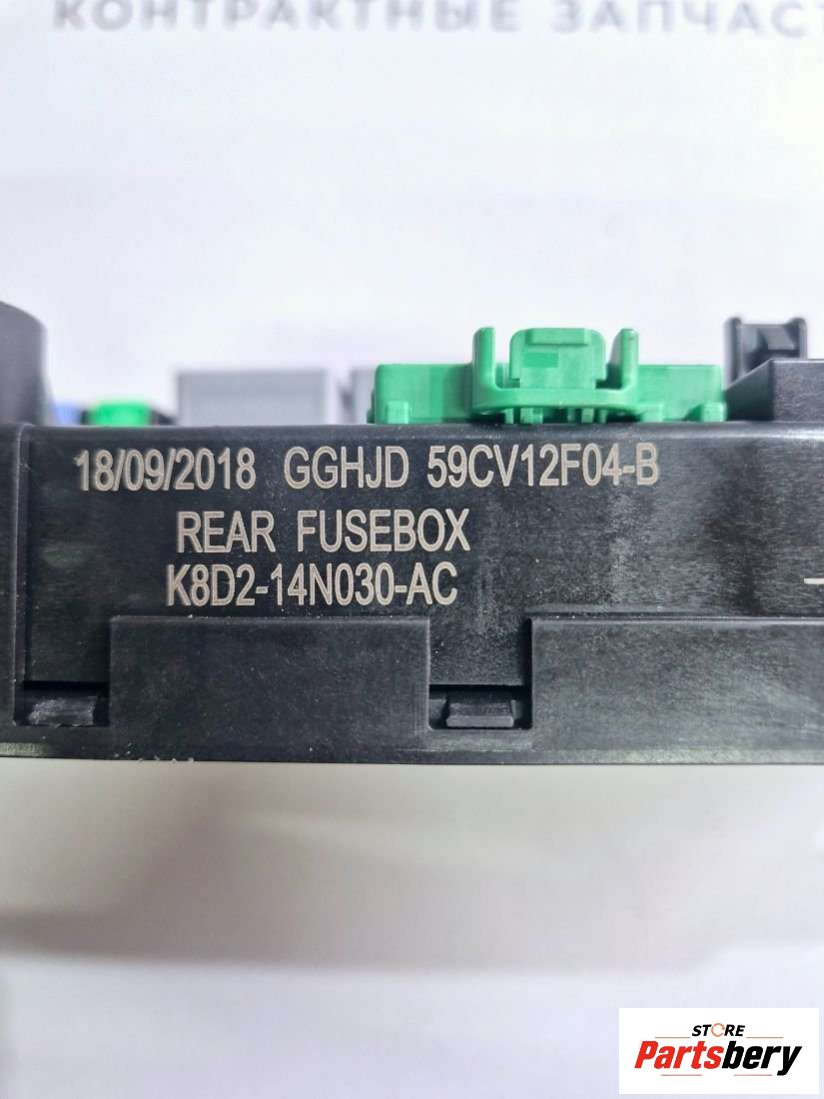 КОНТРАКТНЫЕ ЗАПЧАСТ
18/09/2018 GGHJD 59CV12F04-B
REAR FUSEBOX
K8D2-14N030-AC
STORE
Partsbery